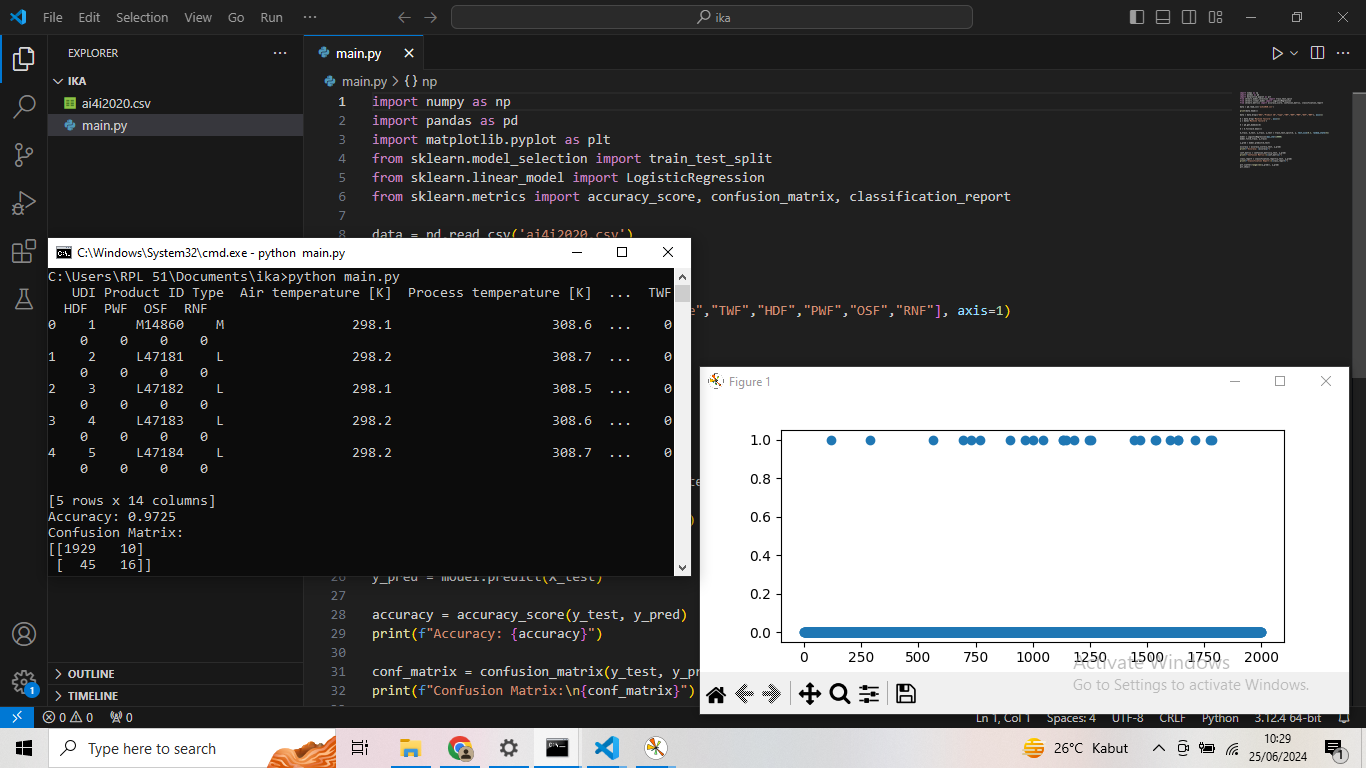 File Edit Selection View Go Run ···
ika
EXPLORER ···
IKA
ai4i2020.csv
main.py
OUTLINE
TIMELINE
main.py
main.py > {} np
1 import numpy as np
2 import pandas as pd
3 import matplotlib.pyplot as plt
4 from sklearn.model_selection import train_test_split
5 from sklearn.linear_model import LogisticRegression
6 from sklearn.metrics import accuracy_score, confusion_matrix, classification_report
7
8 data = pd.read_csv('ai4i2020.csv')
","TWF","HDF","PWF","OSF","RNF"], axis=1)
26 y_pred = model.predict(X_test)
27
28 accuracy = accuracy_score(y_test, y_pred)
29 print(f"Accuracy: {accuracy}")
30
31 conf_matrix = confusion_matrix(y_test, y_pr
32 print(f"Confusion Matrix:\n{conf_matrix}")
C:\Windows\System32\cmd.exe - python main.py
C:\Users\RPL 51\Documents\ika>python main.py
UDI Product ID Type Air temperature [K] Process temperature [K] ... TWF
HDF PWF OSF RNF
0 1 M14860 M 298.1 308.6 ... 0
0 0 0 0
1 2 L47181 L 298.2 308.7 ... 0
0 0 0 0
2 3 L47182 L 298.1 308.5 ... 0
0 0 0 0
3 4 L47183 L 298.2 308.6 ... 0
0 0 0 0
4 5 L47184 L 298.2 308.7 ... 0
0 0 0 0
[5 rows x 14 columns]
Accuracy: 0.9725
Confusion Matrix:
[[1929 10]
[ 45 16]]
Figure 1
1.0
0.8
0.6
0.4
0.2
0.0
0 250 500 750 1000 1250 1500 1750 2000
Activate Windows
Go to Settings to activate Windows.
0 0 0
Ln 1, Col 1 Spaces: 4 UTF-8 CRLF Python 3.12.4 64-bit
1
Type here to search
26°C Kabut
10:29
25/06/2024
1